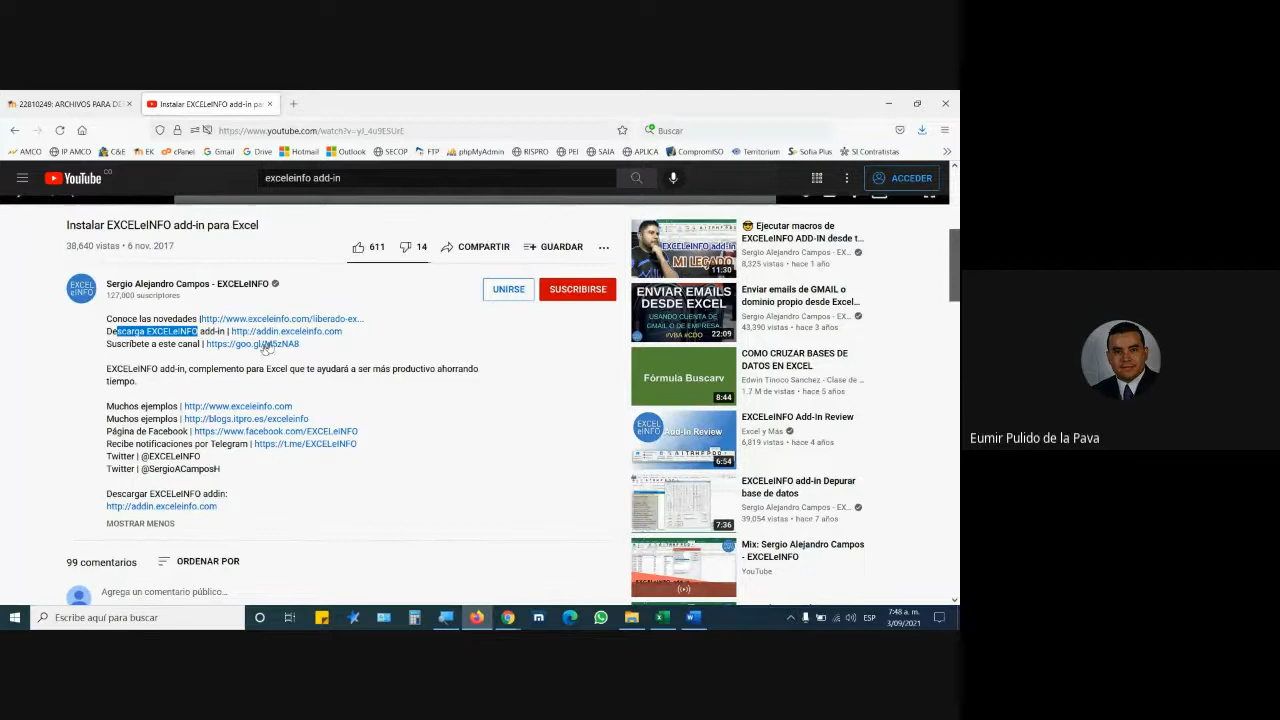 22810249: ARCHIVOS PARA DE
Instalar EXCELeINFO add-in pa
https://www.youtube.com/watch?v=yJ_4u9ESUrE
Buscar
AMCO
IP AMCO
C&E
EK
cPanel
Gmail
Drive
Hotmail
Outlook
SECOP
FTP
phpMyAdmin
RISPRO
PEI
SAIA
APLICA
CompromISO
Territorium
Sofia Plus
SI Contratistas
YouTube CO
exceleinfo add-in
ACCEDER
Instalar EXCELeINFO add-in para Excel
38,640 vistas • 6 nov. 2017
611
14
COMPARTIR
GUARDAR
Sergio Alejandro Campos - EXCELeINFO
127,000 suscriptores
EXCEL
eINFO
UNIRSE
SUSCRIBIRSE
Conoce las novedades |http://www.exceleinfo.com/liberado-ex...
Descarga EXCELeINFO add-in | http://addin.exceleinfo.com
Suscríbete a este canal | https://goo.gl/
5zNA8
EXCELeINFO add-in, complemento para Excel que te ayudará a ser más productivo ahorrando
tiempo.
Muchos ejemplos | http://www.exceleinfo.com
Muchos ejemplos | http://blogs.itpro.es/exceleinfo
Página de Facebook | https://www.facebook.com/EXCELeINFO
Recibe notificaciones por Telegram | https://t.me/EXCELeINFO
Twitter | @EXCELeINFO
Twitter | @SergioACamposH
Descargar EXCELeINFO addin:
http://addin.exceleinfo.com
MOSTRAR MENOS
99 comentarios
ORDENAR POR
Agrega un comentario público...
EXCELeINFO add-in
MI LEGADO
11:30
Ejecutar macros de
EXCELeINFO ADD-IN desde t...
Sergio Alejandro Campos - EX...
8,325 vistas • hace 1 año
ENVIAR EMAILS
DESDE EXCEL
USANDO CUENTA
DE GMAIL O DE EMPRESA
#VBA #CDO
22:09
Enviar emails de GMAIL o
dominio propio desde Excel...
Sergio Alejandro Campos - EX...
43,390 vistas • hace 3 años
Fórmula Buscarv
8:44
COMO CRUZAR BASES DE
DATOS EN EXCEL
Edwin Tinoco Sanchez - Clase de ...
1.7 M de vistas • hace 5 años
EXCEL
eINFO
Add-In Review
6:54
EXCELeINFO Add-In Review
Excel y Más
6,819 vistas • hace 4 años
7:36
EXCELeINFO add-in Depurar
base de datos
Sergio Alejandro Campos - EX...
39,054 vistas • hace 7 años
Mix: Sergio Alejandro Campos
- EXCELeINFO
YouTube
Escribe aquí para buscar
ESP
7:48 a. m.
3/09/2021
Eumir Pulido de la Pava